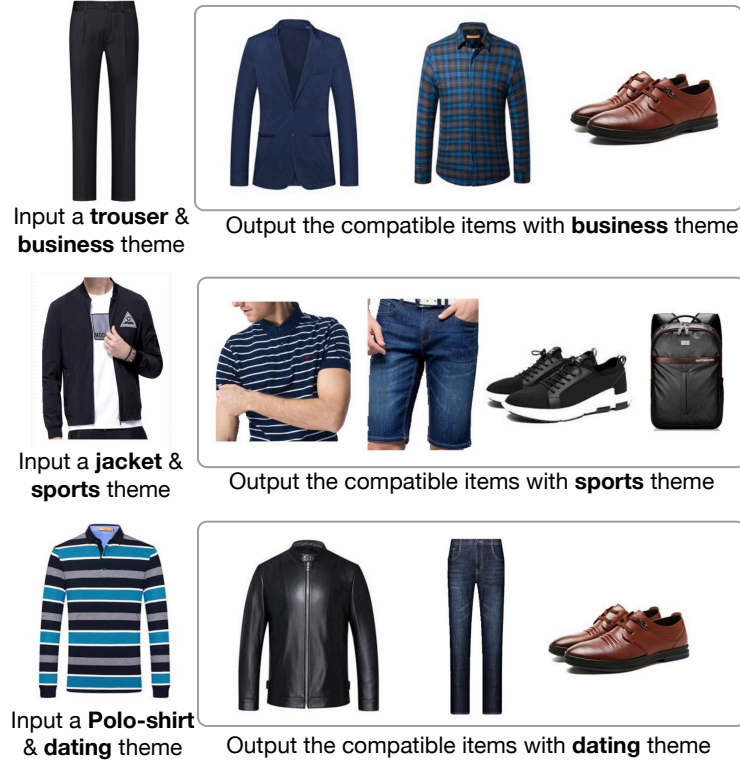 Input a trouser &
business theme
Output the compatible items with business theme
MOO
Input a jacket &
sports theme
Output the compatible items with sports theme
Input a Polo-shirt
& dating theme
Output the compatible items with dating theme